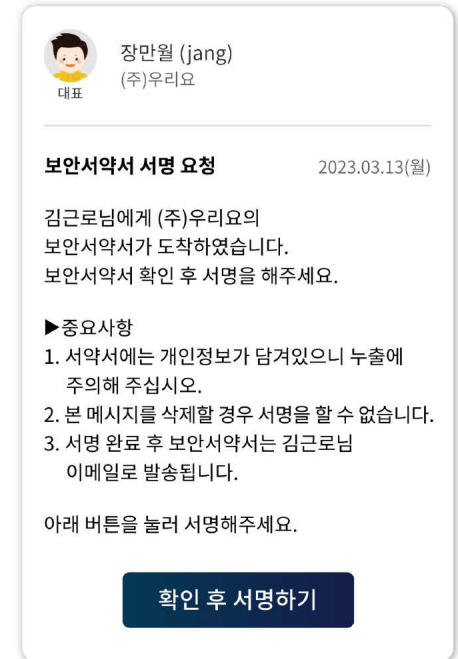 대표
장만월 (jang)
(주)우리요
보안서약서 서명 요청
2023.03.13(월)
김근로님에게 (주)우리요의
보안서약서가 도착하였습니다.
보안서약서 확인 후 서명을 해주세요.
▶중요사항
1. 서약서에는 개인정보가 담겨있으니 누출에
주의해 주십시오.
2. 본 메시지를 삭제할 경우 서명을 할 수 없습니다.
3. 서명 완료 후 보안서약서는 김근로님
이메일로 발송됩니다.
아래 버튼을 눌러 서명해주세요.
확인 후 서명하기